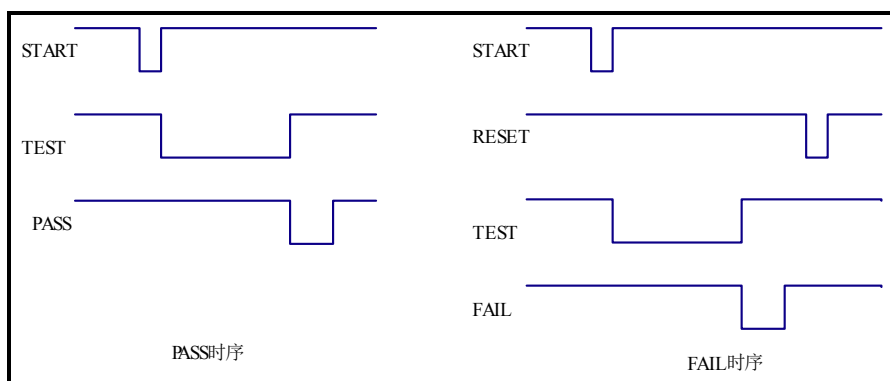 START
TEST
PASS
PASS时序
START
RESET
TEST
FAIL
FAIL时序